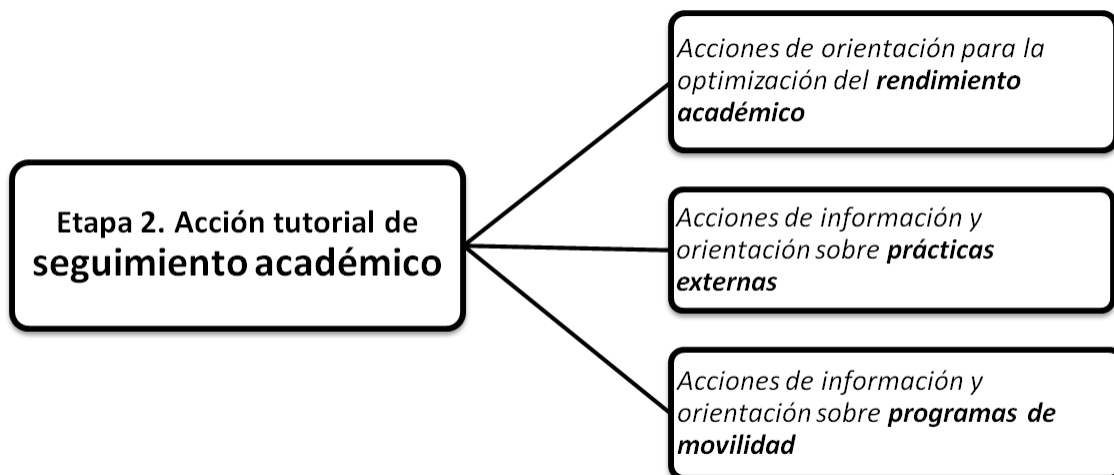 Etapa 2. Acción tutorial de
seguimiento académico
Acciones de orientación para la
optimización del rendimiento
académico
Acciones de información y
orientación sobre prácticas
externas
Acciones de información y
orientación sobre programas de
movilidad